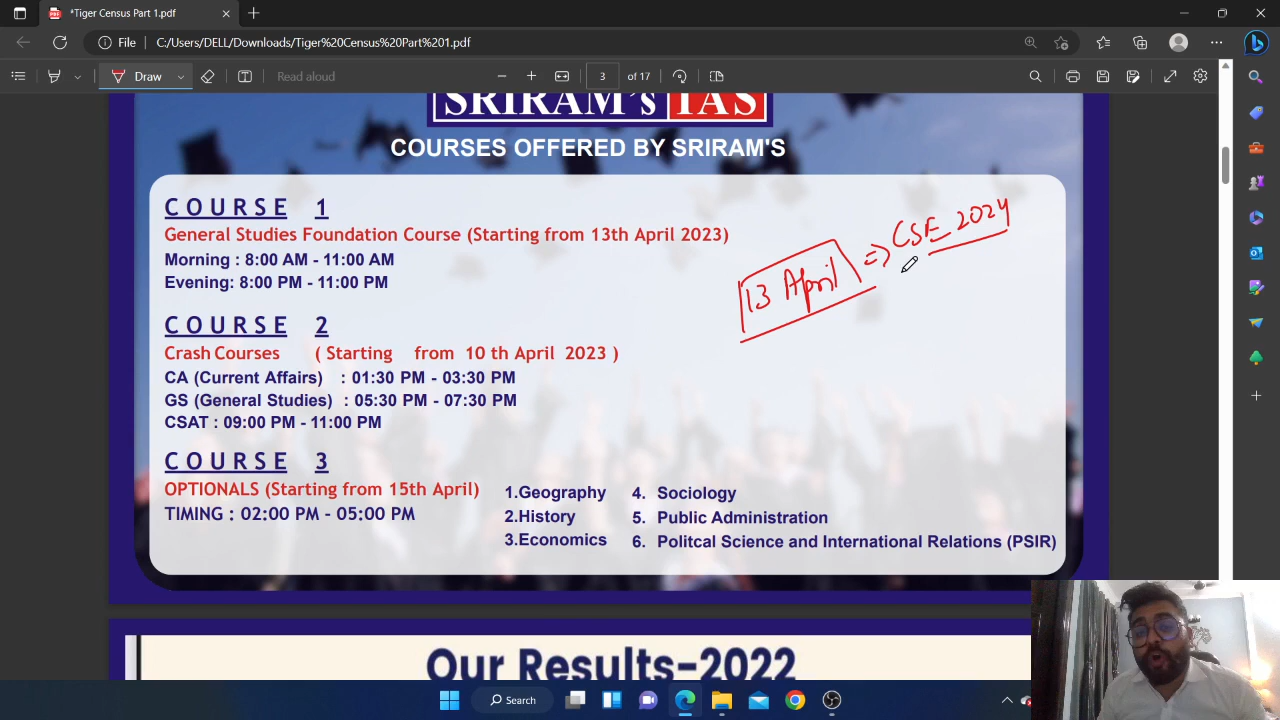 *Tiger Census Part 1.pdf
File
C:/Users/DELL/Downloads/Tiger%20Census%20Part%201.pdf
Draw
Read aloud
3
of 17
SRIRAM's IAS
COURSES OFFERED BY SRIRAM'S
COURSE 1
General Studies Foundation Course (Starting from 13th April 2023)
Morning : 8:00 AM - 11:00 AM
Evening: 8:00 PM - 11:00 PM
13 April => CSE 2024
COURSE 2
Crash Courses ( Starting from 10 th April 2023 )
CA (Current Affairs) : 01:30 PM - 03:30 PM
GS (General Studies) : 05:30 PM - 07:30 PM
CSAT : 09:00 PM - 11:00 PM
COURSE 3
OPTIONALS (Starting from 15th April)
TIMING : 02:00 PM - 05:00 PM
1.Geography
2.History
3.Economics
4. Sociology
5. Public Administration
6. Politcal Science and International Relations (PSIR)
Our Results-2022
Search